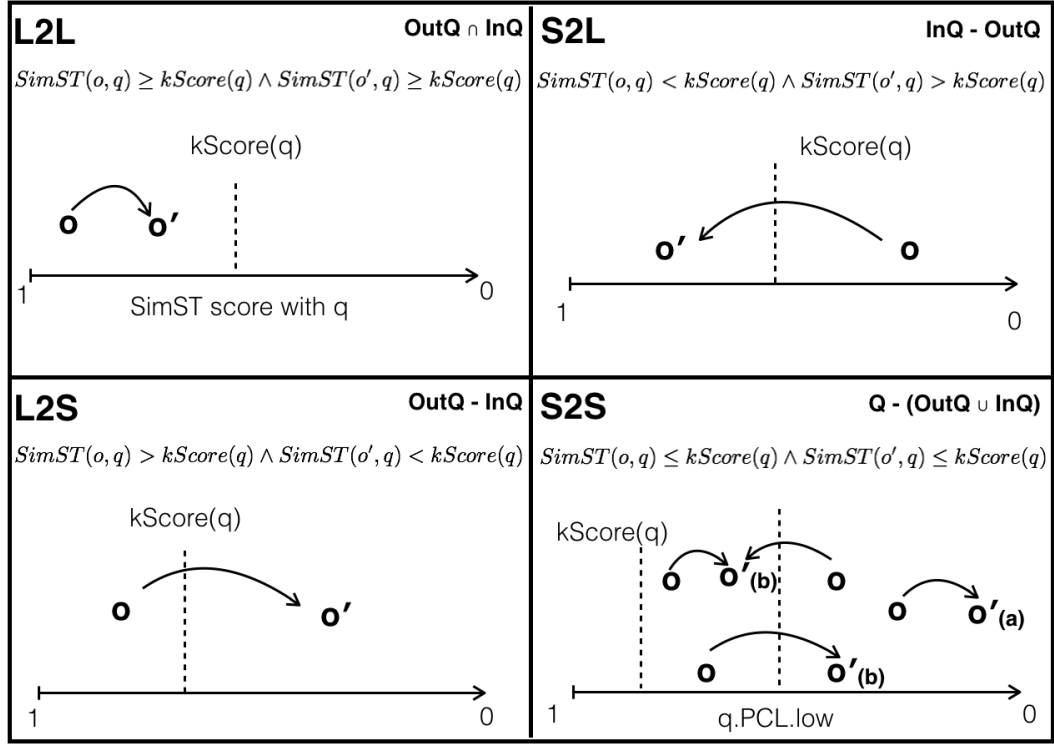 L2L
OutQ ∩ InQ
SimST(o, q) ≥ kScore(q) ∧ SimST(o′, q) ≥ kScore(q)
kScore(q)
o o′
1 0
SimST score with q
S2L
InQ - OutQ
SimST(o, q) < kScore(q) ∧ SimST(o′, q) > kScore(q)
kScore(q)
o′ o
1 0
L2S
OutQ - InQ
SimST(o, q) > kScore(q) ∧ SimST(o′, q) < kScore(q)
kScore(q)
o o′
1 0
S2S
Q - (OutQ ∪ InQ)
SimST(o, q) ≤ kScore(q) ∧ SimST(o′, q) ≤ kScore(q)
kScore(q)
o o′(b) o
o o′(a)
o o′(b)
1 q.PCL.low 0